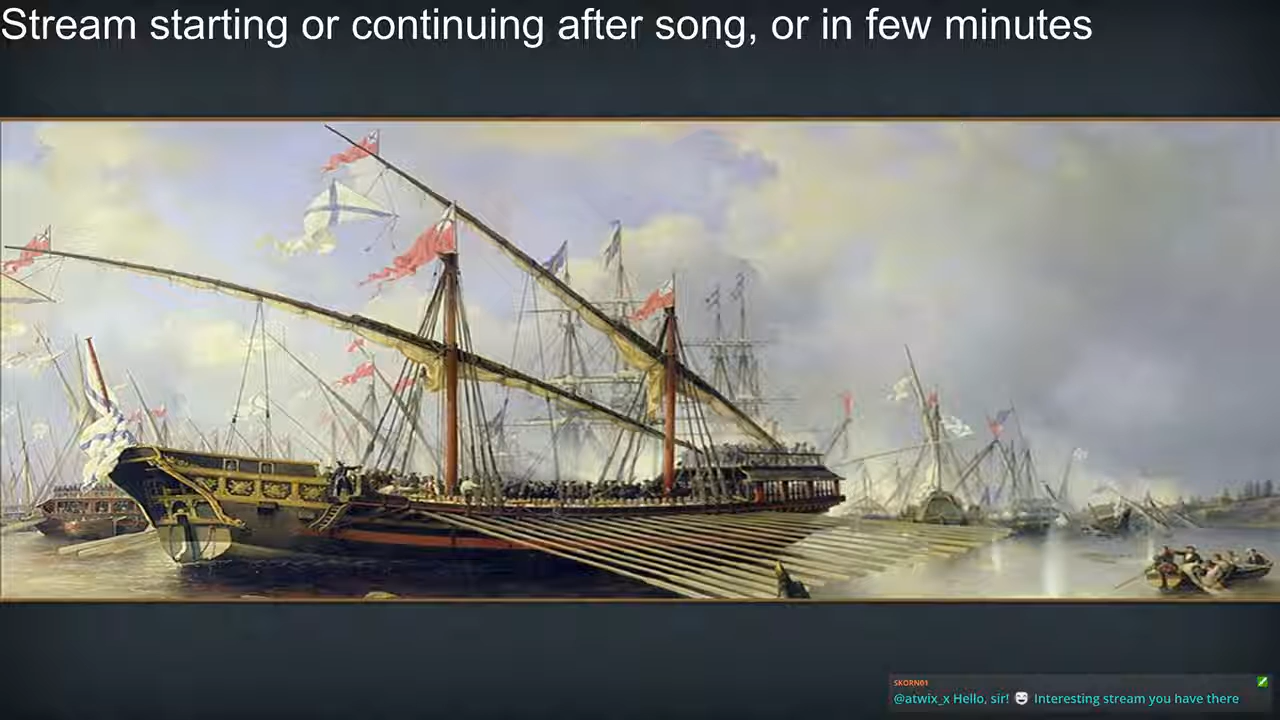 Stream starting or continuing after song, or in few minutes
SKORN01
@atwix_x Hello, sir! Interesting stream you have there